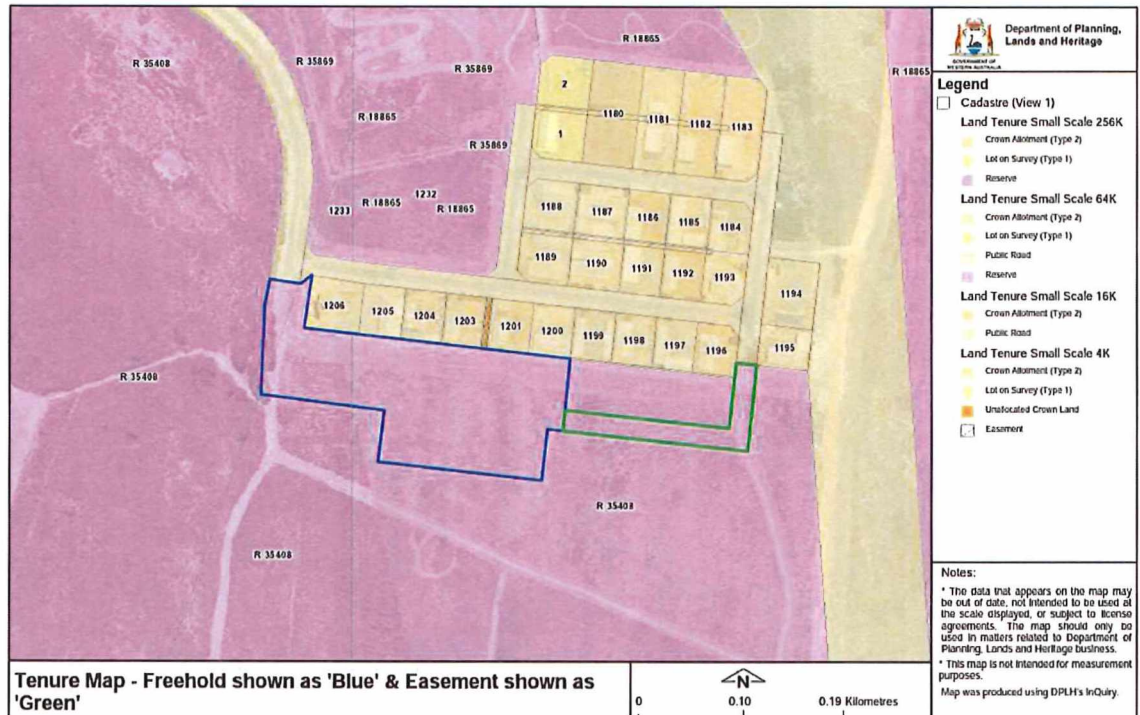 R 18865
R 35408
R 35869
R 35869
R 18865
R 18865
R 35869
2
1180
1181
1182
1183
1
1232
1233
R 18865
R 18865
1188
1187
1186
1185
1184
1189
1190
1191
1192
1193
1194
1206
1205
1204
1203
1201
1200
1199
1198
1197
1196
1195
R 35408
R 35408
R 35408
Department of Planning,
Lands and Heritage
GOVERNMENT OF
WESTERN AUSTRALIA
Legend
Cadastre (View 1)
Land Tenure Small Scale 256K
Crown Allotment (Type 2)
Lot on Survey (Type 1)
Reserve
Land Tenure Small Scale 64K
Crown Allotment (Type 2)
Lot on Survey (Type 1)
Public Road
Reserve
Land Tenure Small Scale 16K
Crown Allotment (Type 2)
Public Road
Land Tenure Small Scale 4K
Crown Allotment (Type 2)
Lot on Survey (Type 1)
Unallocated Crown Land
Easement
Notes:
* The data that appears on the map may
be out of date, not intended to be used at
the scale displayed, or subject to license
agreements. The map should only be
used in matters related to Department of
Planning, Lands and Heritage business.
* This map is not intended for measurement
purposes.
Map was produced using DPLH's InQuiry.
Tenure Map - Freehold shown as 'Blue' & Easement shown as
'Green'
N
0 0.10 0.19 Kilometres